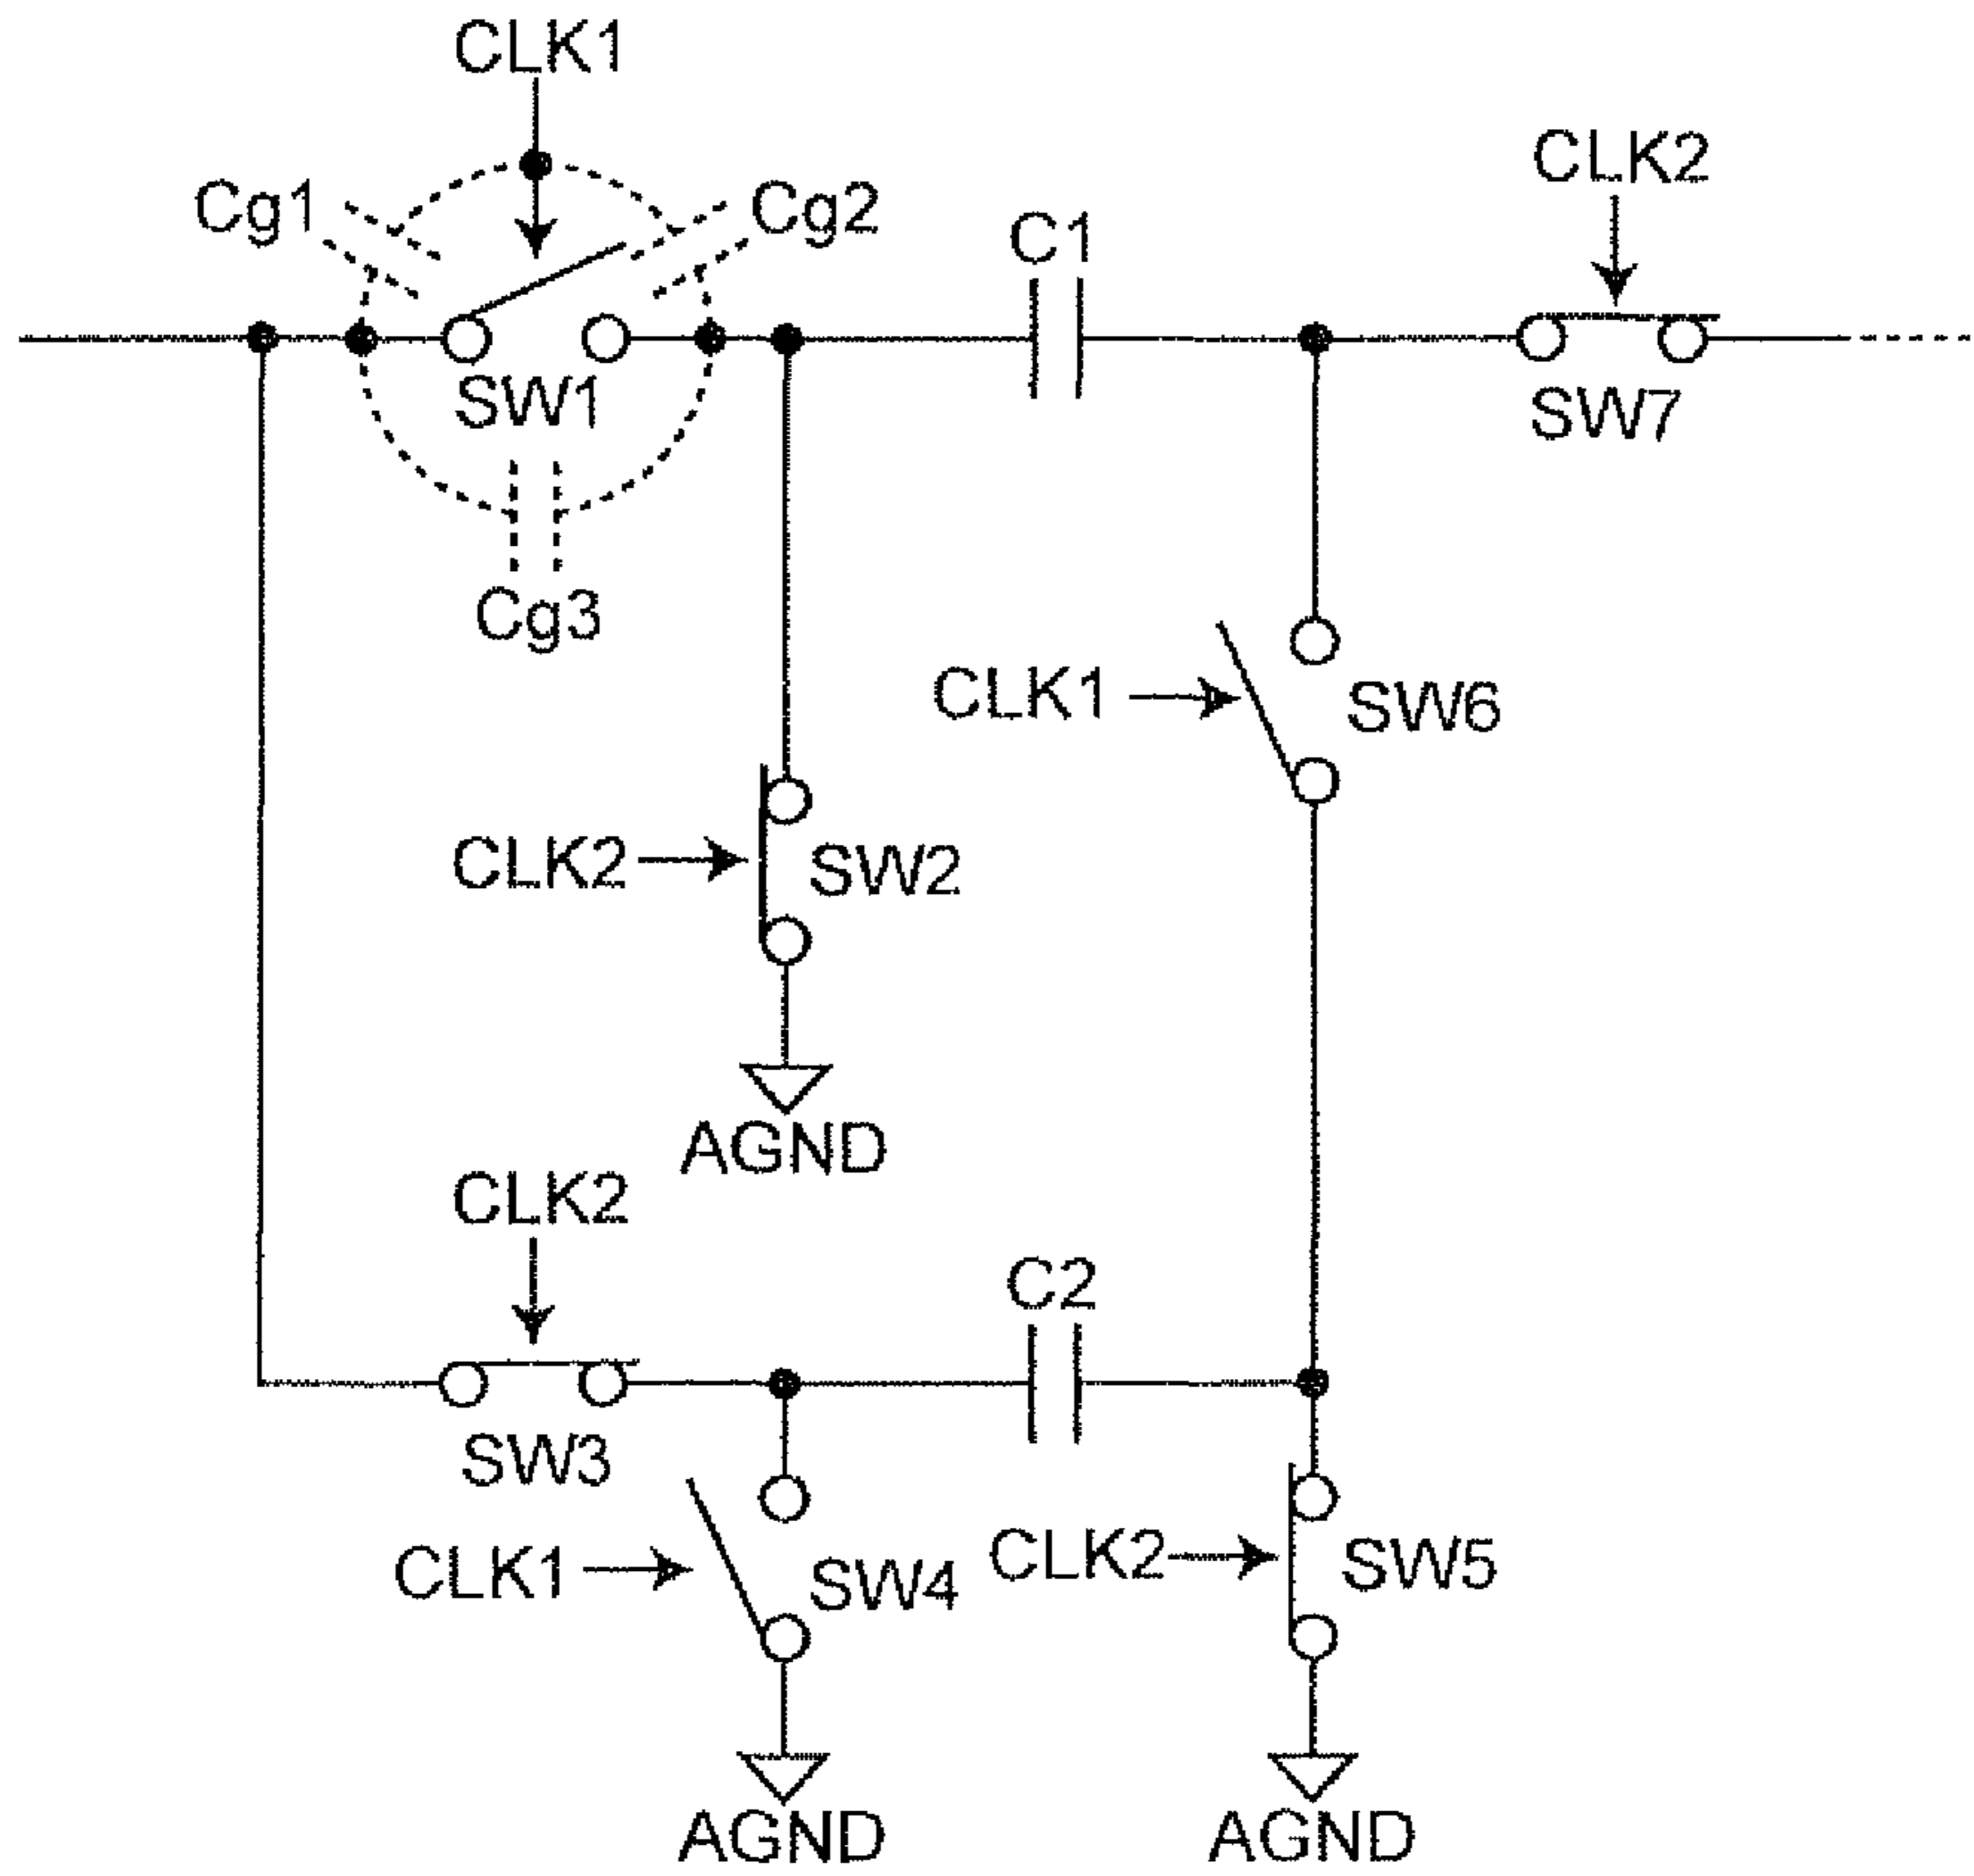 CLK1
CLK2
Cg1
Cg2
C1
SW1
SW7
Cg3
CLK1
SW6
CLK2
SW2
AGND
CLK2
C2
SW3
CLK1
SW4
CLK2
SW5
AGND
AGND